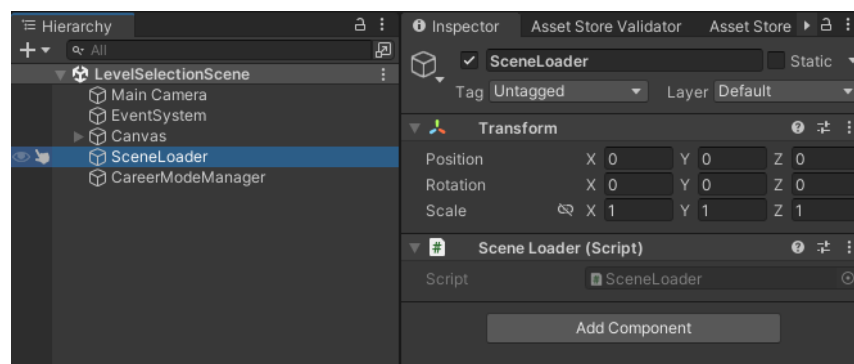 Hierarchy
All
LevelSelectionScene
Main Camera
EventSystem
Canvas
SceneLoader
CareerModeManager
Inspector Asset Store Validator Asset Store
SceneLoader Static
Tag Untagged Layer Default
Transform
Position X 0 Y 0 Z 0
Rotation X 0 Y 0 Z 0
Scale X 1 Y 1 Z 1
# Scene Loader (Script)
Script # SceneLoader
Add Component